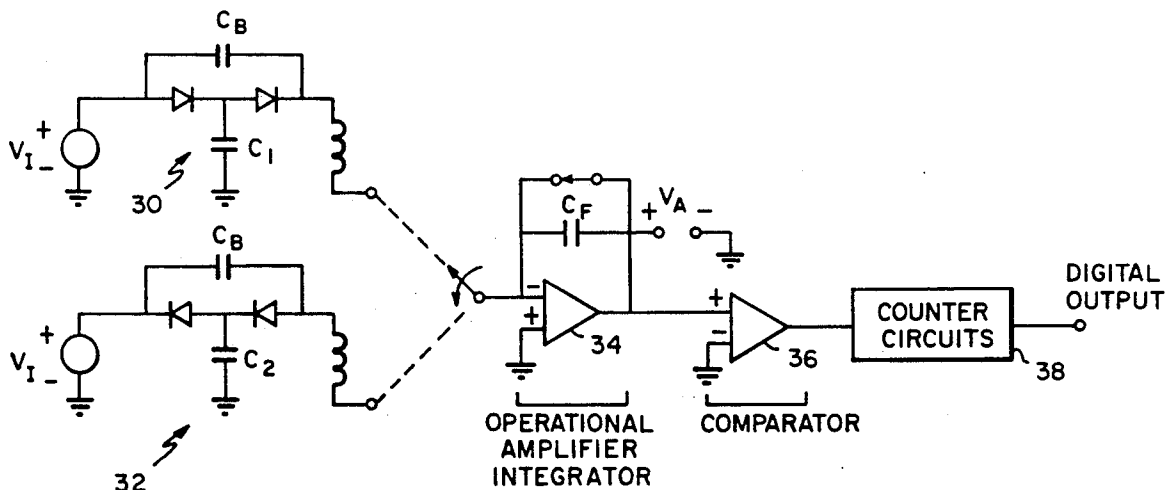 C_B
+
V_I
-
C_1
30
C_B
+
V_I
-
C_2
32
C_F
+ V_A -
-
+
34
+
-
36
COUNTER
CIRCUITS
38
DIGITAL
OUTPUT
OPERATIONAL
AMPLIFIER
INTEGRATOR
COMPARATOR